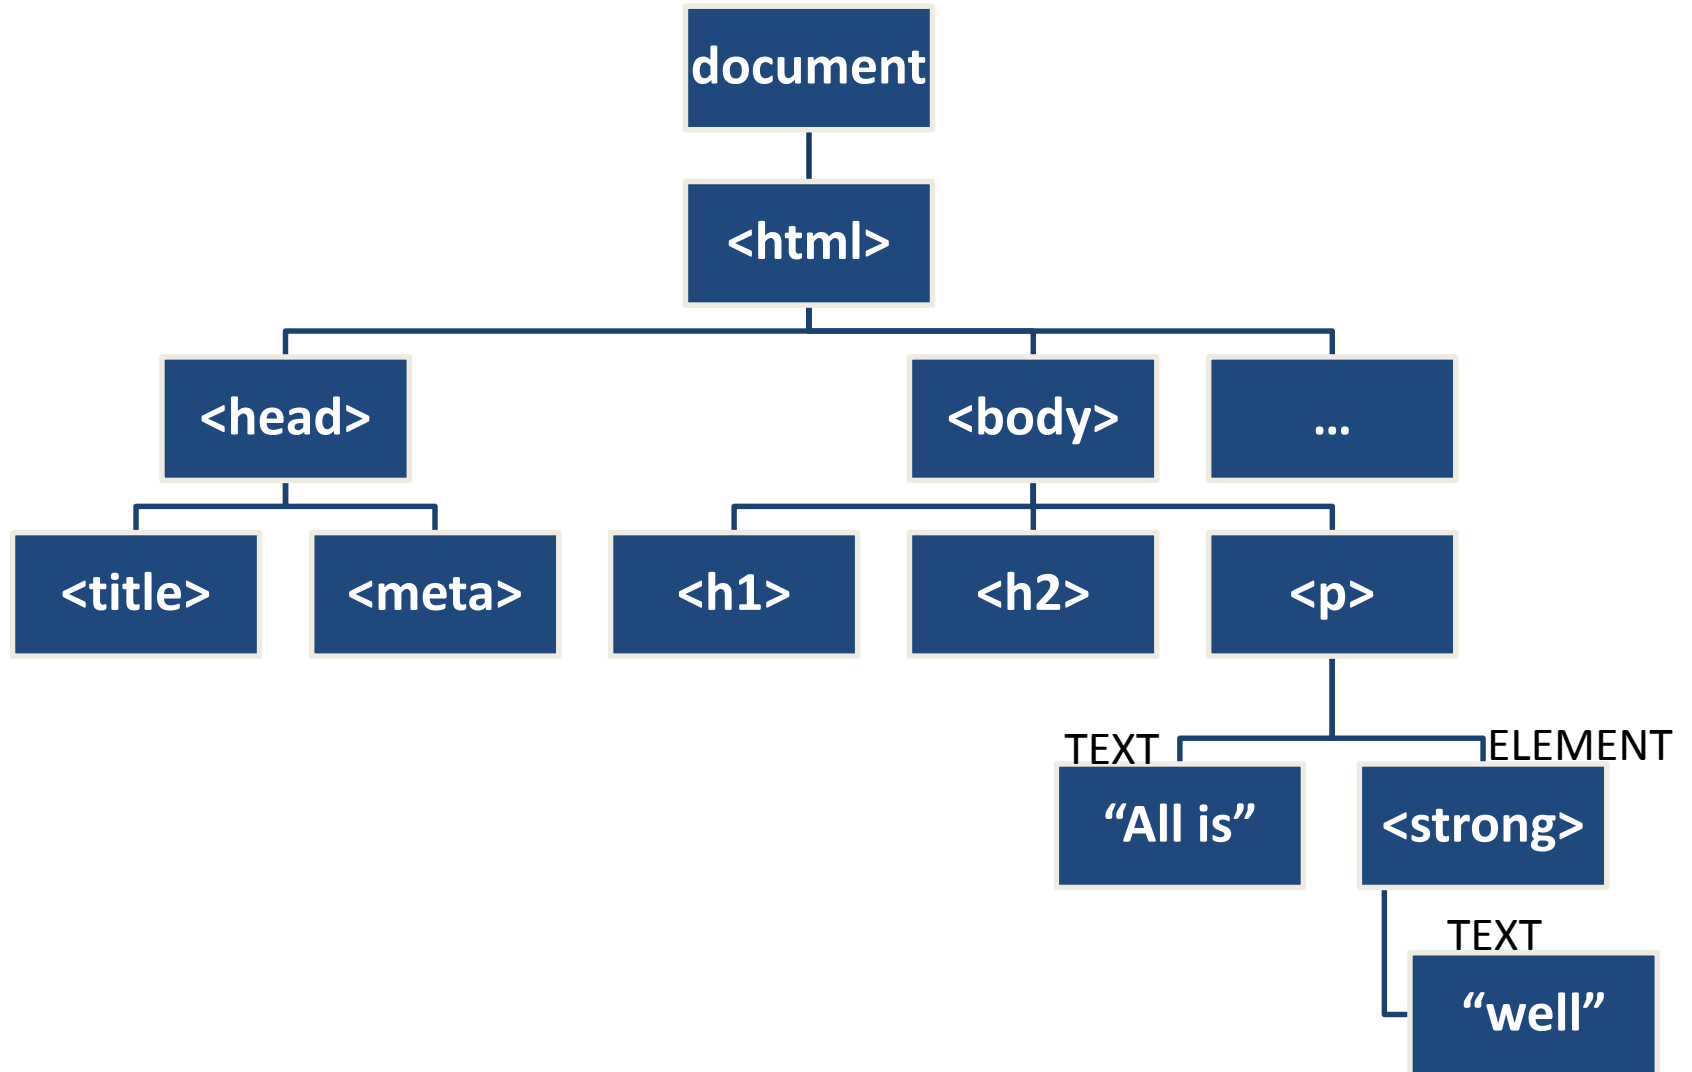 document
<html>
<head>
<body>
...
<title>
<meta>
<h1>
<h2>
<p>
TEXT
ELEMENT
“All is”
<strong>
TEXT
“well”